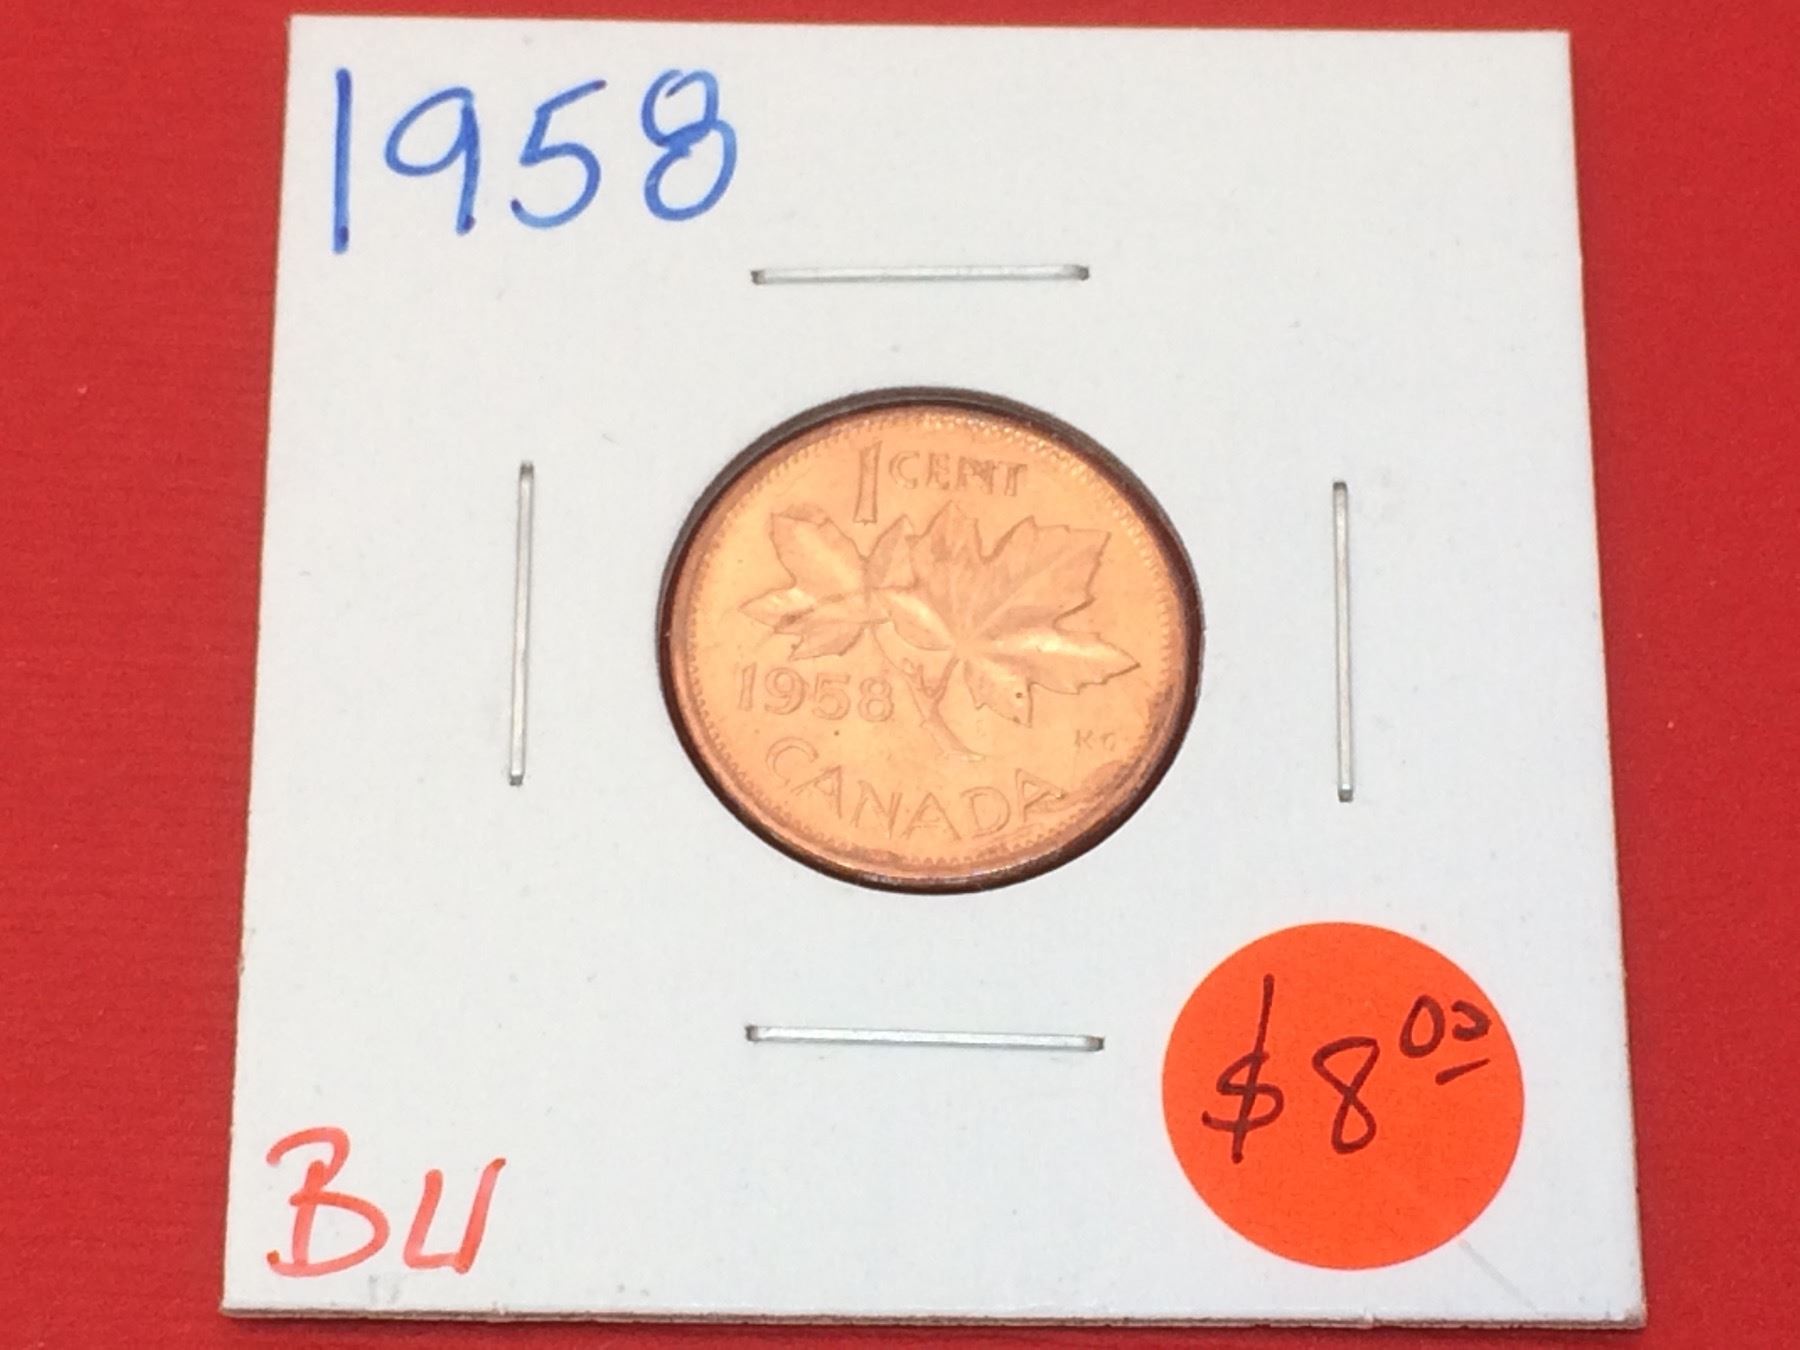 1958
1 CENT
1958
KG
CANADA
$8.00
BU